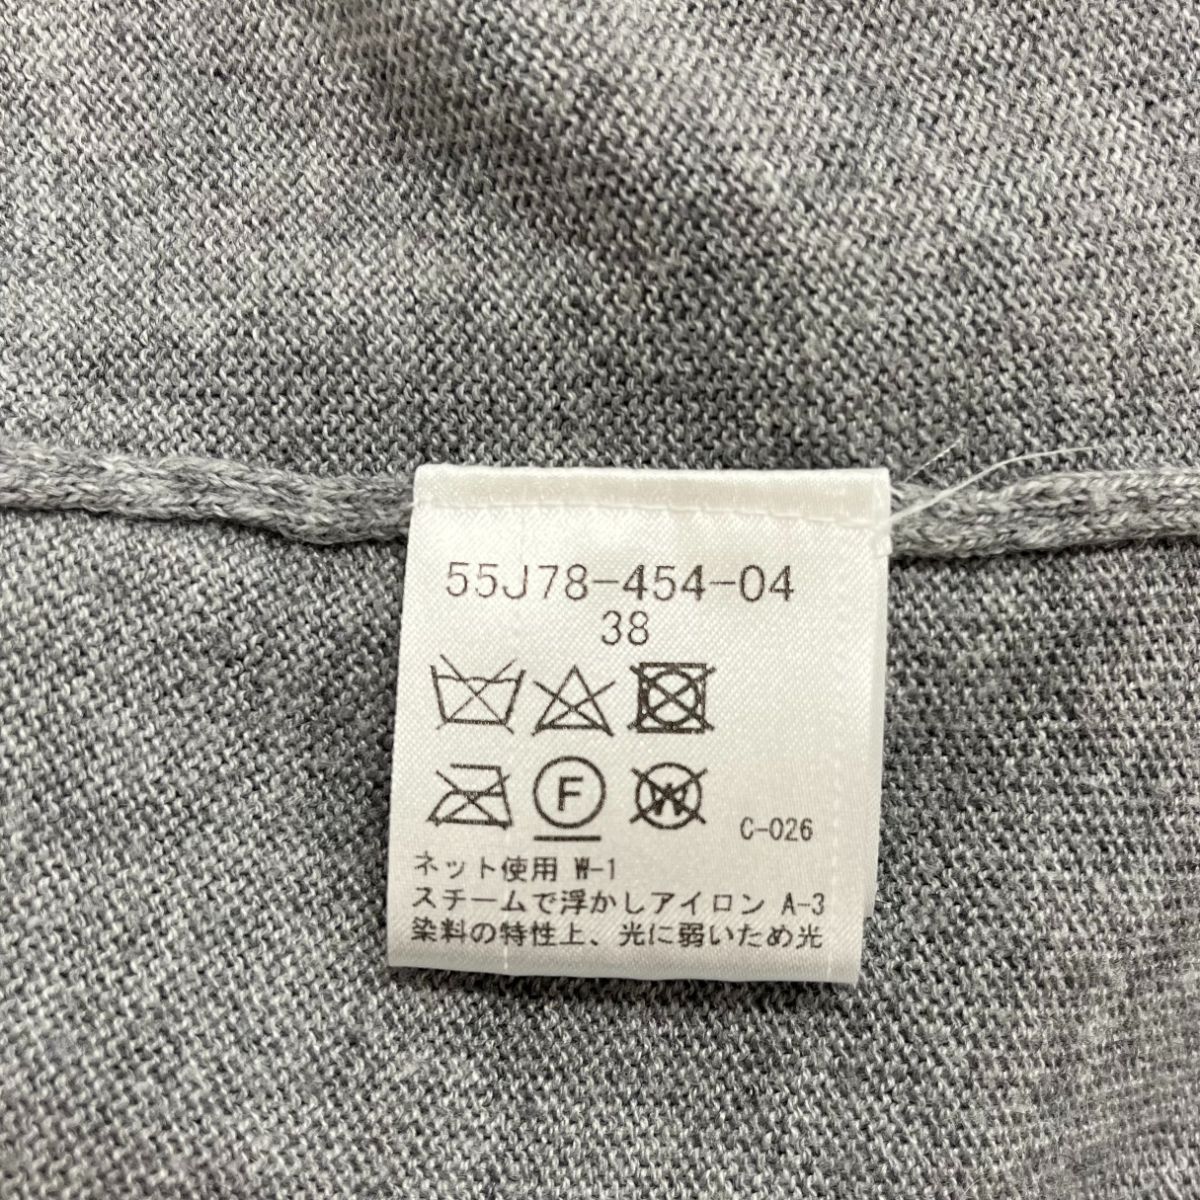 55J78-454-04
38
F W
C-026
ネット使用 W-1
スチームで浮かしアイロン A-3
染料の特性上、光に弱いため光